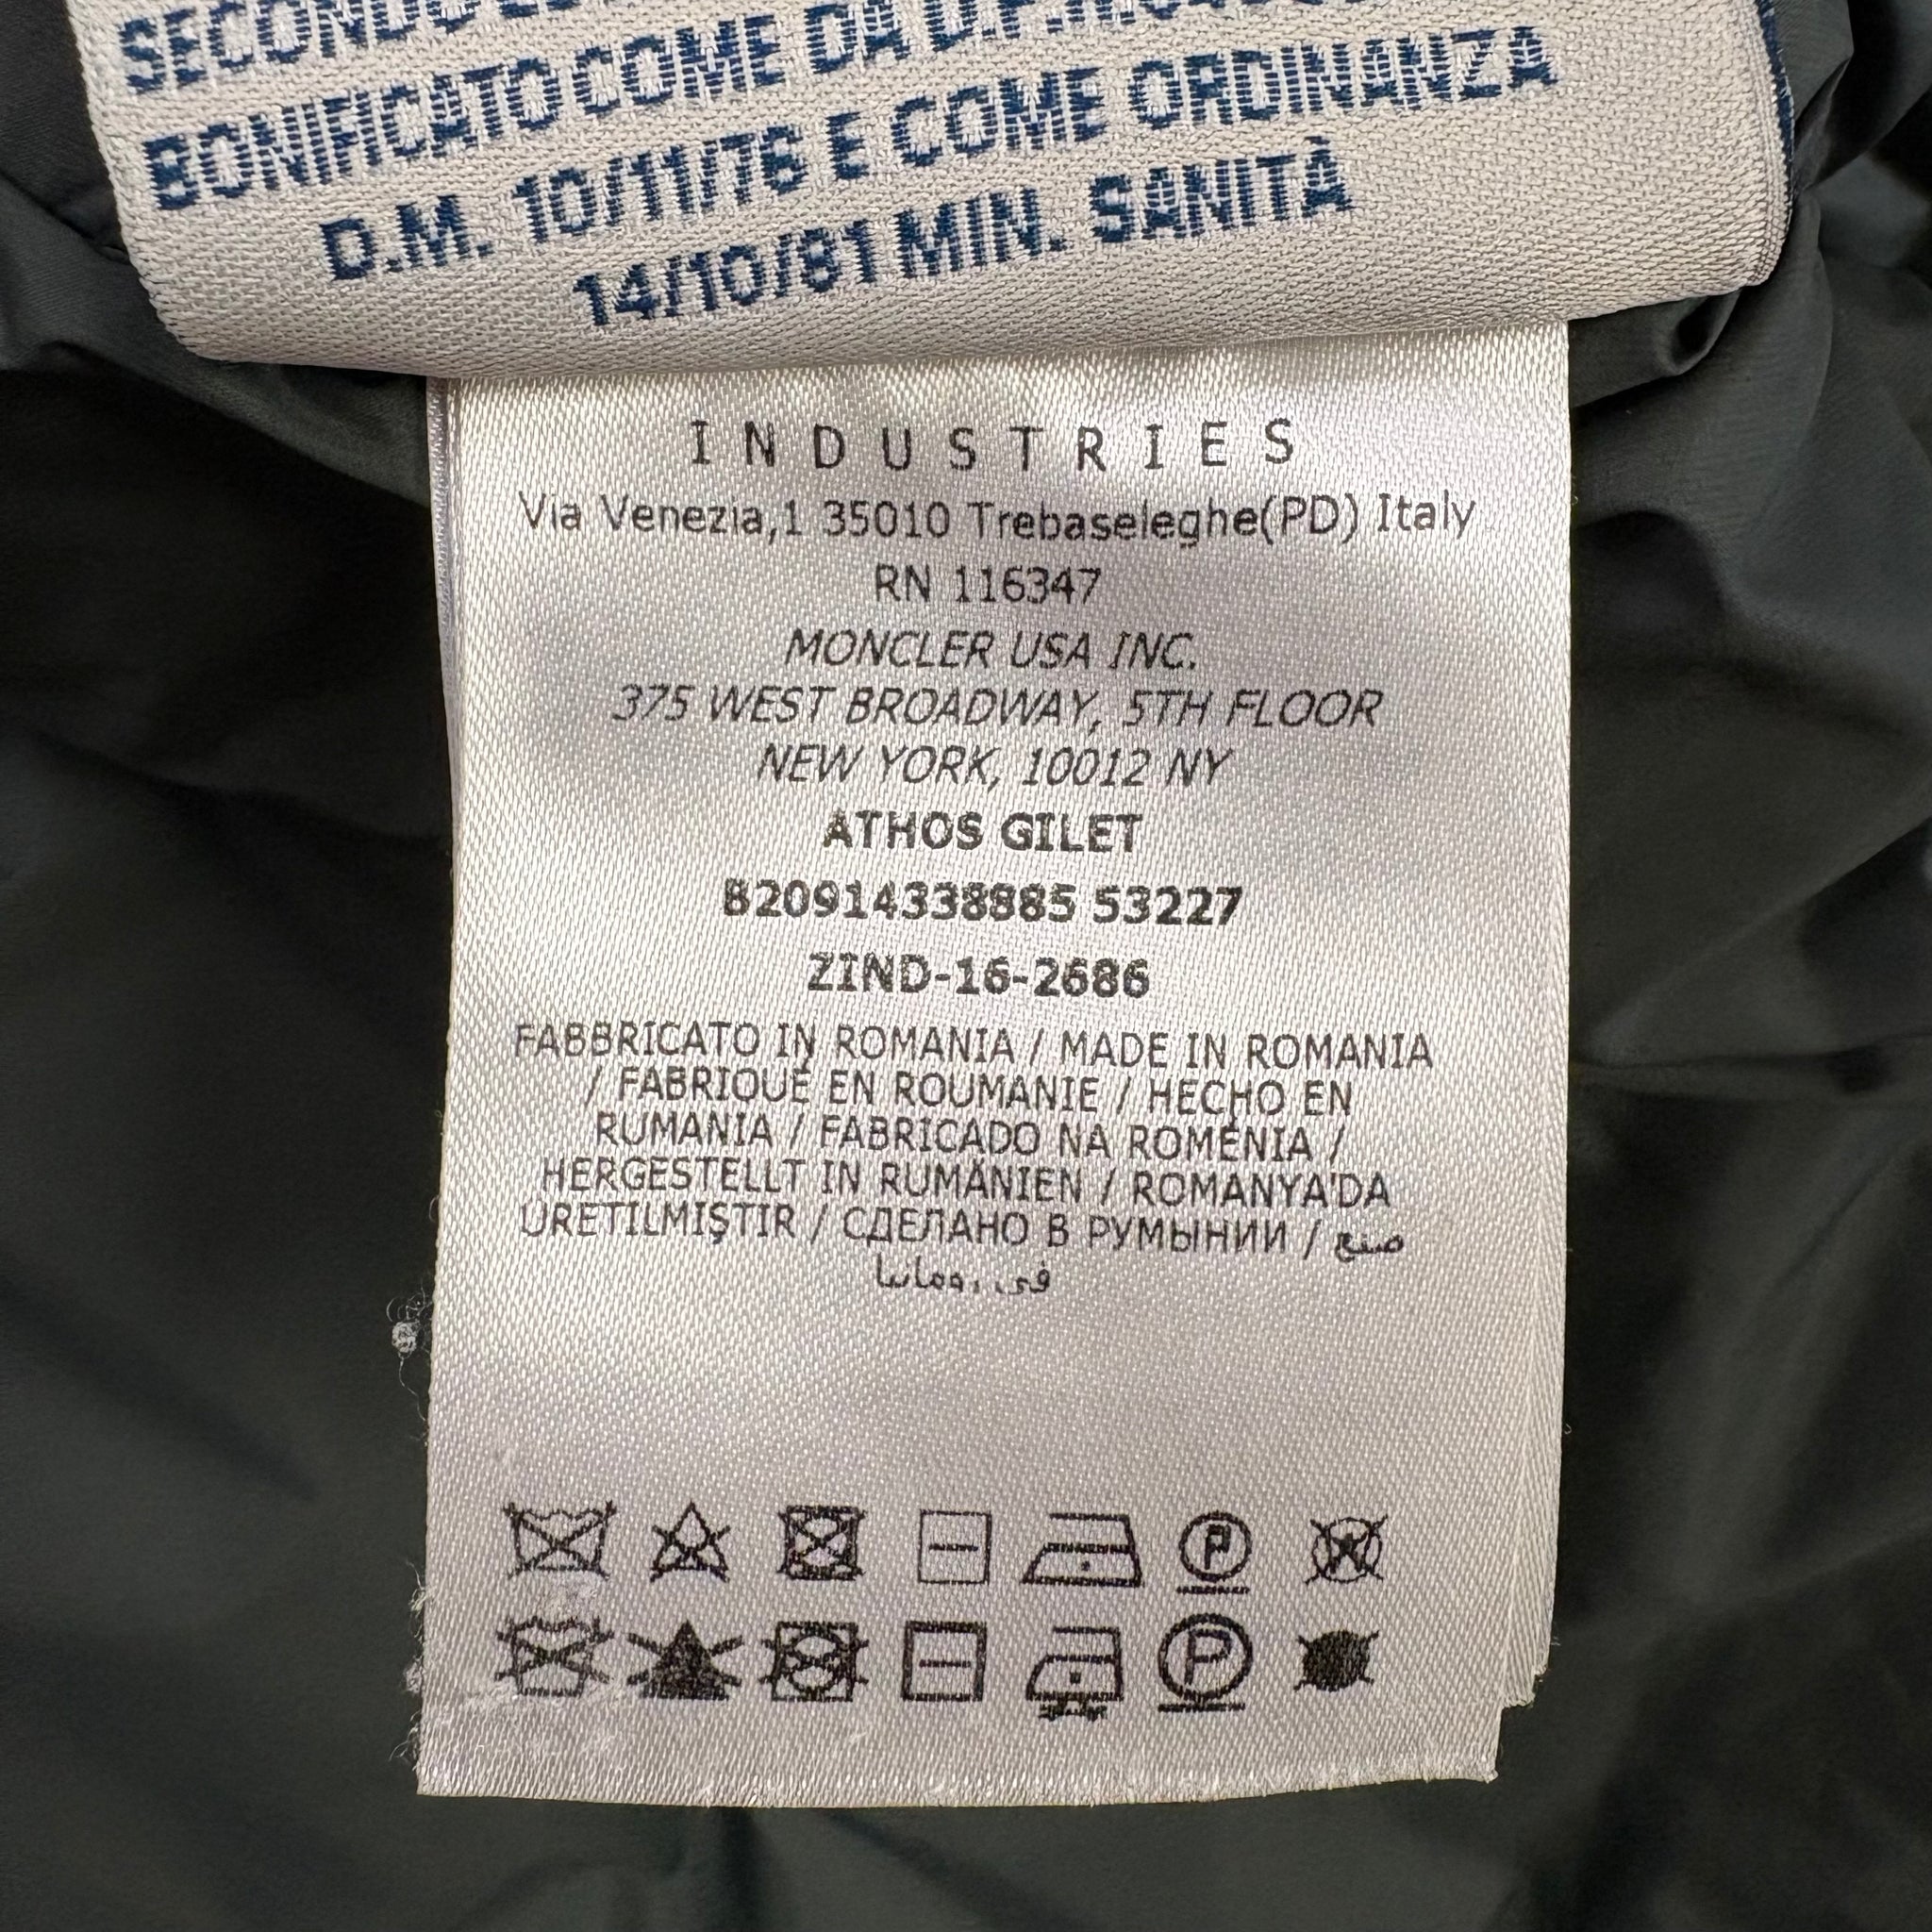 BONIFICATO COME DA
D.M. 10/11/76 E COME ORDINANZA
14/10/81 MIN. SANITÀ
INDUSTRIES
Via Venezia,1 35010 Trebaseleghe(PD) Italy
RN 116347
MONCLER USA INC.
375 WEST BROADWAY, 5TH FLOOR
NEW YORK, 10012 NY
ATHOS GILET
B20914338985 53227
ZIND-16-2686
FABBRICATO IN ROMANIA / MADE IN ROMANIA
/ FABRIQUÉ EN ROUMANIE / HECHO EN
RUMANIA / FABRICADO NA ROMÉNIA /
HERGESTELLT IN RUMÄNIEN / ROMANYA'DA
ÜRETILMIŞTIR / СДЕЛАНО В РУМЫНИИ / صنع
في رومانيا
P
P